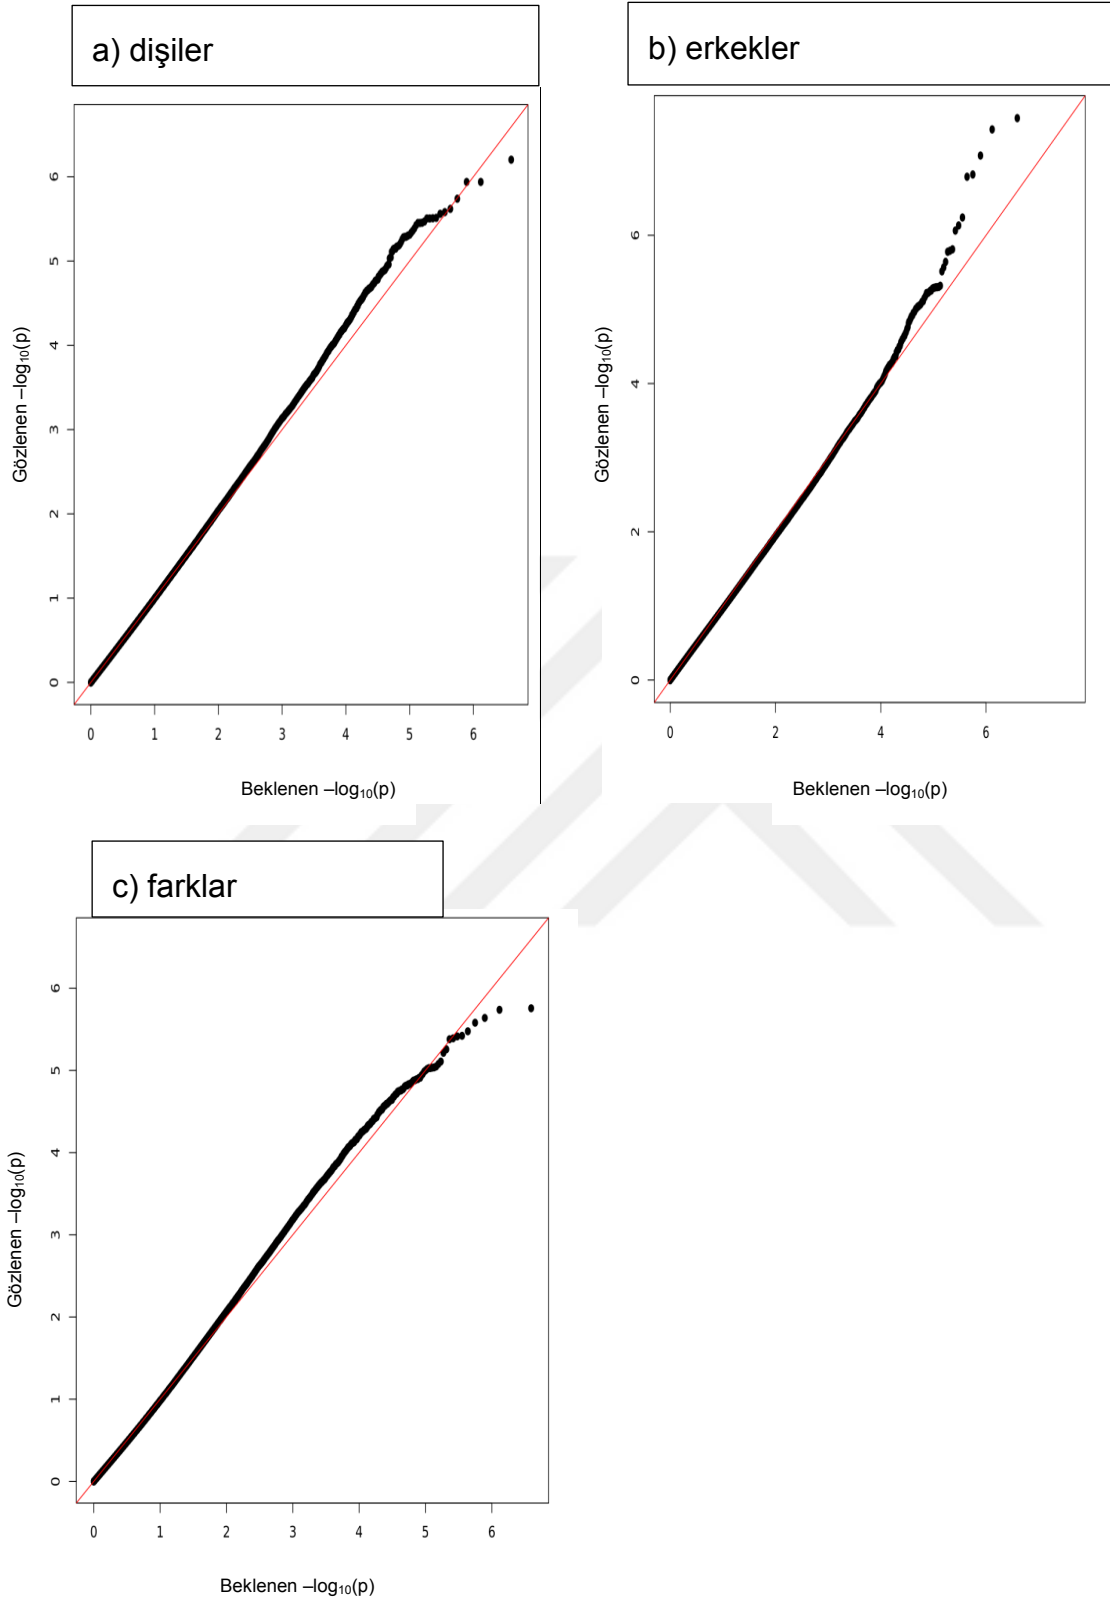 a) dişiler
b) erkekler
Gözlenen –log₁₀(p)
6
5
4
3
2
1
0
0 1 2 3 4 5 6
Beklenen –log₁₀(p)
Gözlenen –log₁₀(p)
6
4
2
0
0 2 4 6
Beklenen –log₁₀(p)
c) farklar
Gözlenen –log₁₀(p)
6
5
4
3
2
1
0
0 1 2 3 4 5 6
Beklenen –log₁₀(p)